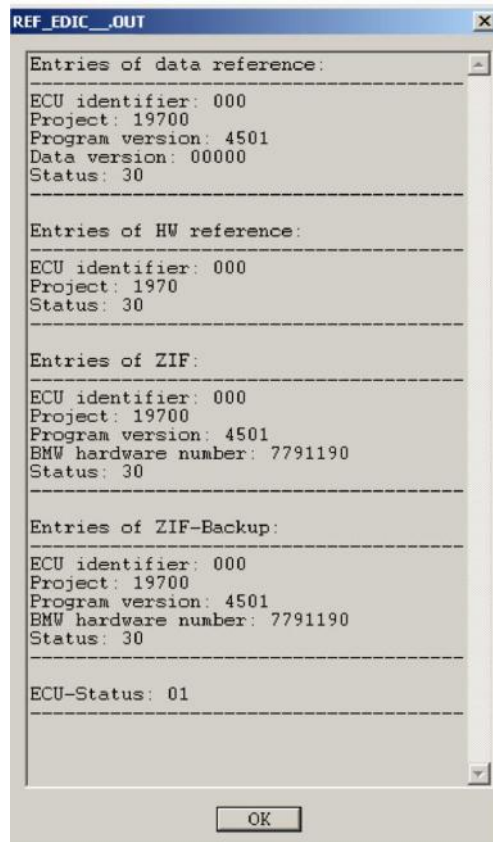 REF_EDIC__.OUT
Entries of data reference:
----------------------------------------
ECU identifier: 000
Project: 19700
Program version: 4501
Data version: 00000
Status: 30
----------------------------------------
Entries of HW reference:
----------------------------------------
ECU identifier: 000
Project: 1970
Status: 30
----------------------------------------
Entries of ZIF:
----------------------------------------
ECU identifier: 000
Project: 19700
Program version: 4501
BMW hardware number: 7791190
Status: 30
----------------------------------------
Entries of ZIF-Backup:
----------------------------------------
ECU identifier: 000
Project: 19700
Program version: 4501
BMW hardware number: 7791190
Status: 30
----------------------------------------
ECU-Status: 01
----------------------------------------
OK